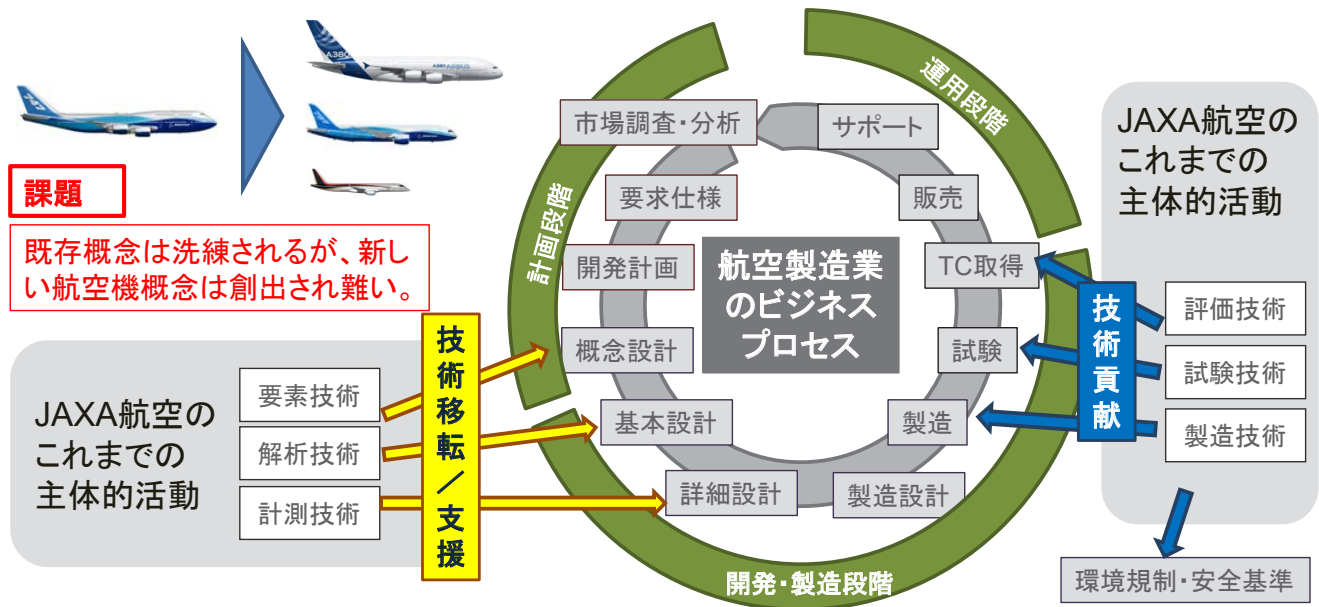 747
A380
AIRBUS
課題
既存概念は洗練されるが、新し
い航空機概念は創出され難い。
JAXA航空の
これまでの
主体的活動
要素技術
解析技術
計測技術
技術移転／支援
計画段階
運用段階
開発・製造段階
市場調査・分析
要求仕様
開発計画
概念設計
基本設計
詳細設計
製造設計
製造
試験
TC取得
販売
サポート
航空製造業
のビジネス
プロセス
技術貢献
JAXA航空の
これまでの
主体的活動
評価技術
試験技術
製造技術
環境規制・安全基準